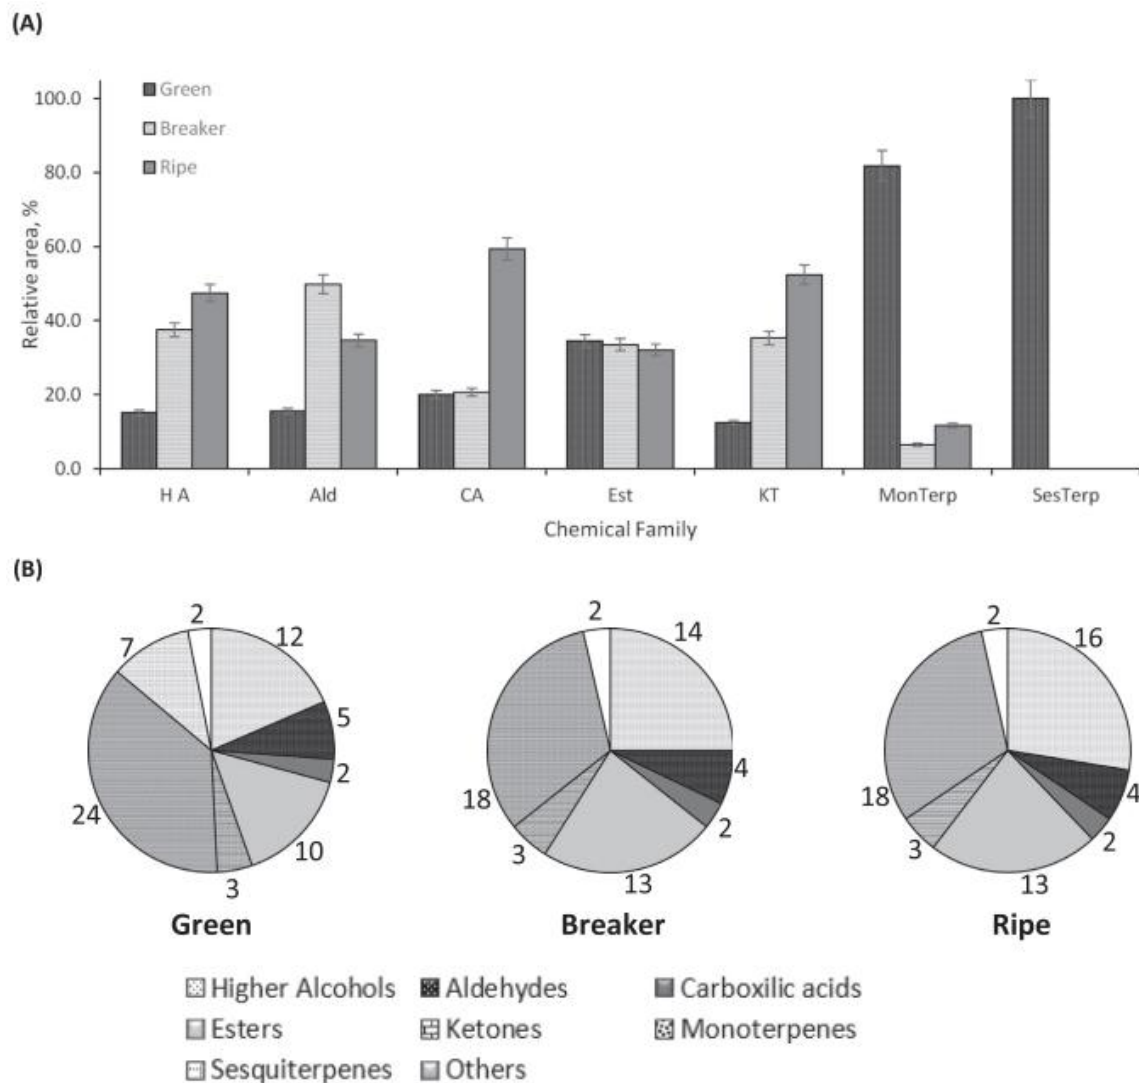 (A)
Green
Breaker
Ripe
100.0
80.0
60.0
40.0
20.0
0.0
Relative area, %
H A Ald CA Est KT MonTerp SesTerp
Chemical Family
(B)
2 12 5 2 10 3 24 7
2 14 4 2 13 3 18
2 16 4 2 13 3 18
Green Breaker Ripe
Higher Alcohols Aldehydes Carboxilic acids
Esters Ketones Monoterpenes
Sesquiterpenes Others